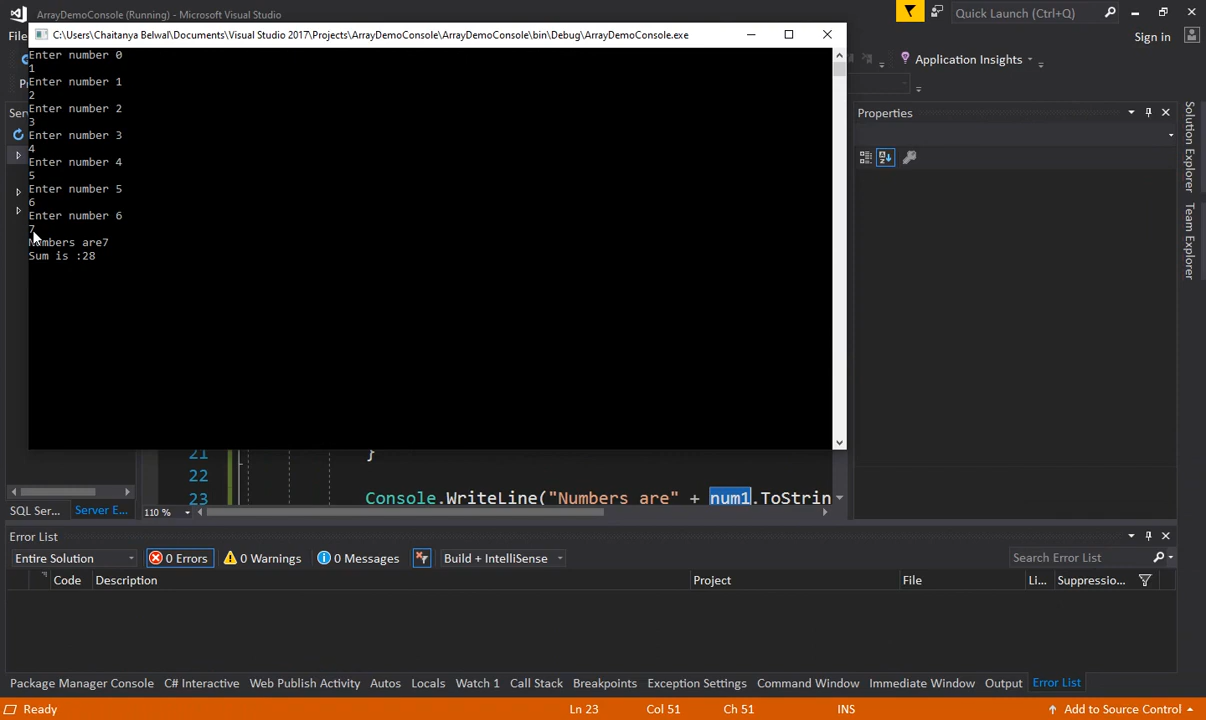 ArrayDemoConsole (Running) - Microsoft Visual Studio
Quick Launch (Ctrl+Q)
C:\Users\Chaitanya Belwal\Documents\Visual Studio 2017\Projects\ArrayDemoConsole\ArrayDemoConsole\bin\Debug\ArrayDemoConsole.exe
Sign in
Application Insights
Enter number 0
1
Enter number 1
2
Enter number 2
3
Enter number 3
4
Enter number 4
5
Enter number 5
6
Enter number 6
7
Numbers are7
Sum is :28
Properties
Solution Explorer
Team Explorer
21 }
22
23 Console.WriteLine("Numbers are" + num1.ToStrin
SQL Ser... Server E... 110 %
Error List
Entire Solution 0 Errors 0 Warnings 0 Messages Build + IntelliSense Search Error List
Code Description Project File Li... Suppressio...
Package Manager Console C# Interactive Web Publish Activity Autos Locals Watch 1 Call Stack Breakpoints Exception Settings Command Window Immediate Window Output Error List
Ready Ln 23 Col 51 Ch 51 INS Add to Source Control